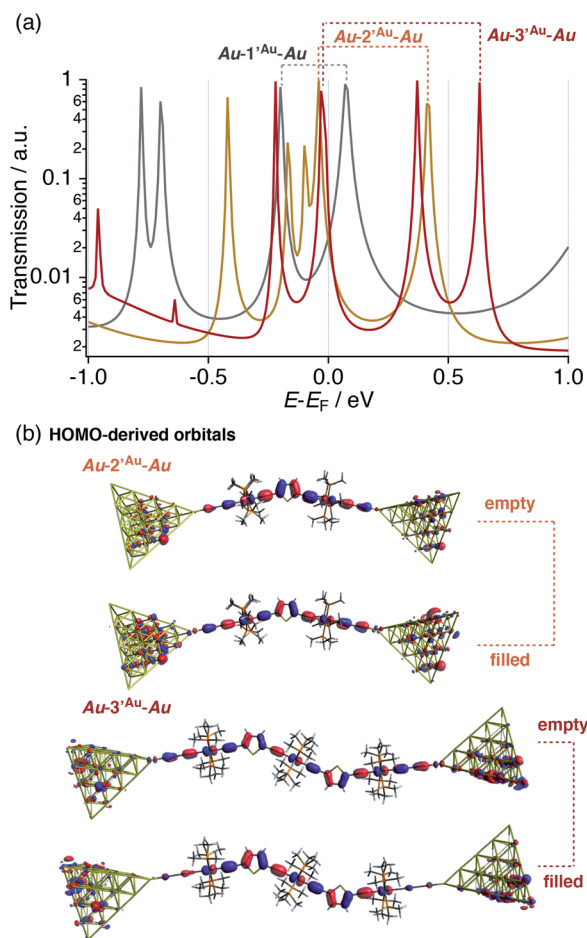 (a)
Au-3'Au-Au
Au-2'Au-Au
Au-1'Au-Au
Transmission / a.u.
1
6
4
2
0.1
6
4
2
0.01
6
4
2
-1.0 -0.5 0.0 0.5 1.0
E-EF / eV
(b) HOMO-derived orbitals
Au-2'Au-Au
empty
filled
Au-3'Au-Au
empty
filled